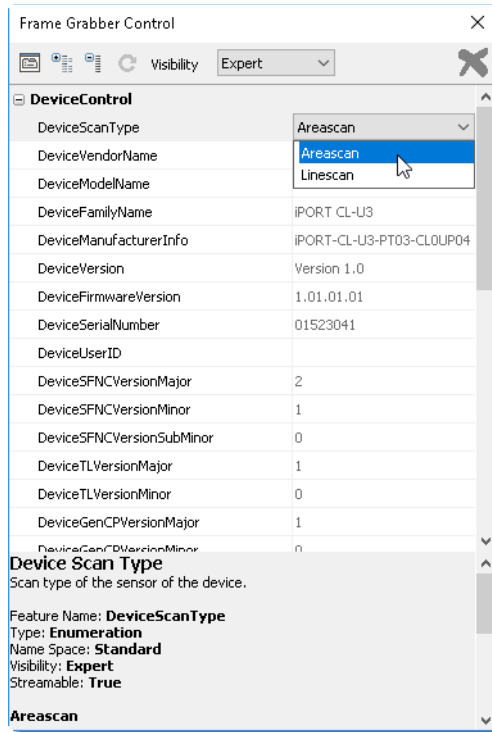 Frame Grabber Control
Visibility Expert
DeviceControl
DeviceScanType Areascan
Areascan
DeviceVendorName
Linescan
DeviceModelName
DeviceFamilyName iPORT CL-U3
DeviceManufacturerInfo iPORT-CL-U3-PT03-CL0UP04
DeviceVersion Version 1.0
DeviceFirmwareVersion 1.01.01.01
DeviceSerialNumber 01523041
DeviceUserID
DeviceSFNCVersionMajor 2
DeviceSFNCVersionMinor 1
DeviceSFNCVersionSubMinor 0
DeviceTLVersionMajor 1
DeviceTLVersionMinor 0
DeviceGenCPVersionMajor 1
DeviceGenCPVersionMinor 0
Device Scan Type
Scan type of the sensor of the device.
Feature Name: DeviceScanType
Type: Enumeration
Name Space: Standard
Visibility: Expert
Streamable: True
Areascan